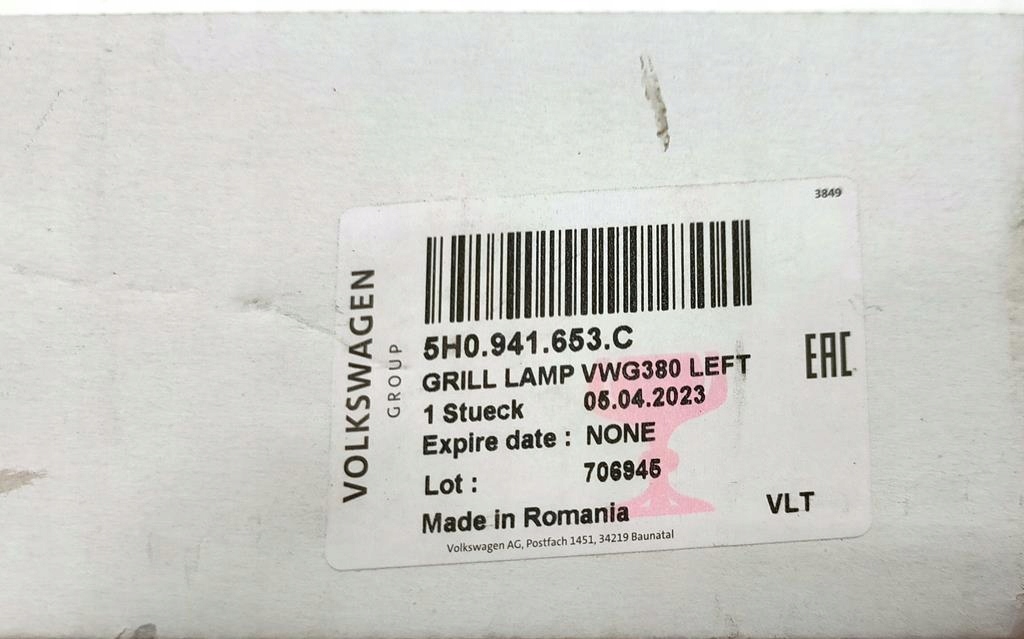 3849
VOLKSWAGEN
GROUP
5H0.941.653.C
GRILL LAMP VWG380 LEFT
1 Stueck 05.04.2023
Expire date : NONE
Lot : 706945
Made in Romania
Volkswagen AG, Postfach 1451, 34219 Baunatal
EAC
VLT